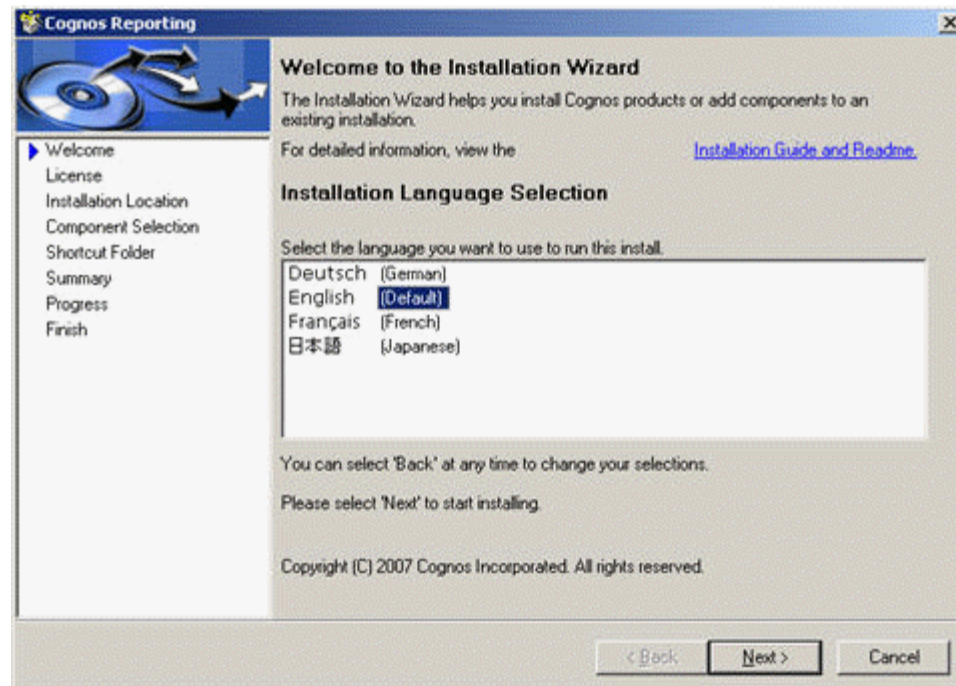 Cognos Reporting
Welcome to the Installation Wizard
The Installation Wizard helps you install Cognos products or add components to an
existing installation.
For detailed information, view the Installation Guide and Readme.
Welcome
License
Installation Location
Component Selection
Shortcut Folder
Summary
Progress
Finish
Installation Language Selection
Select the language you want to use to run this install.
Deutsch (German)
English (Default)
Français (French)
日本語 (Japanese)
You can select 'Back' at any time to change your selections.
Please select 'Next' to start installing.
Copyright (C) 2007 Cognos Incorporated. All rights reserved.
< Back Next > Cancel